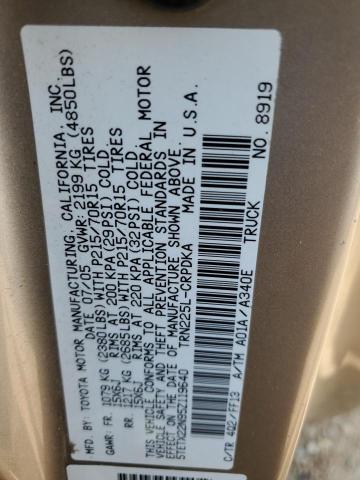 MFD. BY TOYOTA MOTOR MANUFACTURING, CALIFORNIA, INC.
DATE 07/05 GVWR: 2199 KG (4850LBS)
GAWR: FR. 1079 KG (2380LBS) WITH P215/70R15 TIRES
15X6J RIMS AT 200 KPA (29PSI) COLD.
RR. 1217 KG (2685LBS) WITH P215/70R15 TIRES
15X6J RIMS AT 220 KPA (32PSI) COLD.
THIS VEHICLE CONFORMS TO ALL APPLICABLE FEDERAL MOTOR
VEHICLE SAFETY AND THEFT PREVENTION STANDARDS IN
EFFECT ON THE DATE OF MANUFACTURE SHOWN ABOVE.
5TETX22N95Z119640 TRN225L-CRPDKA MADE IN U.S.A.
C/TR 4Q2/FF13 A/TM A01A/A340E TRUCK NO. 8919